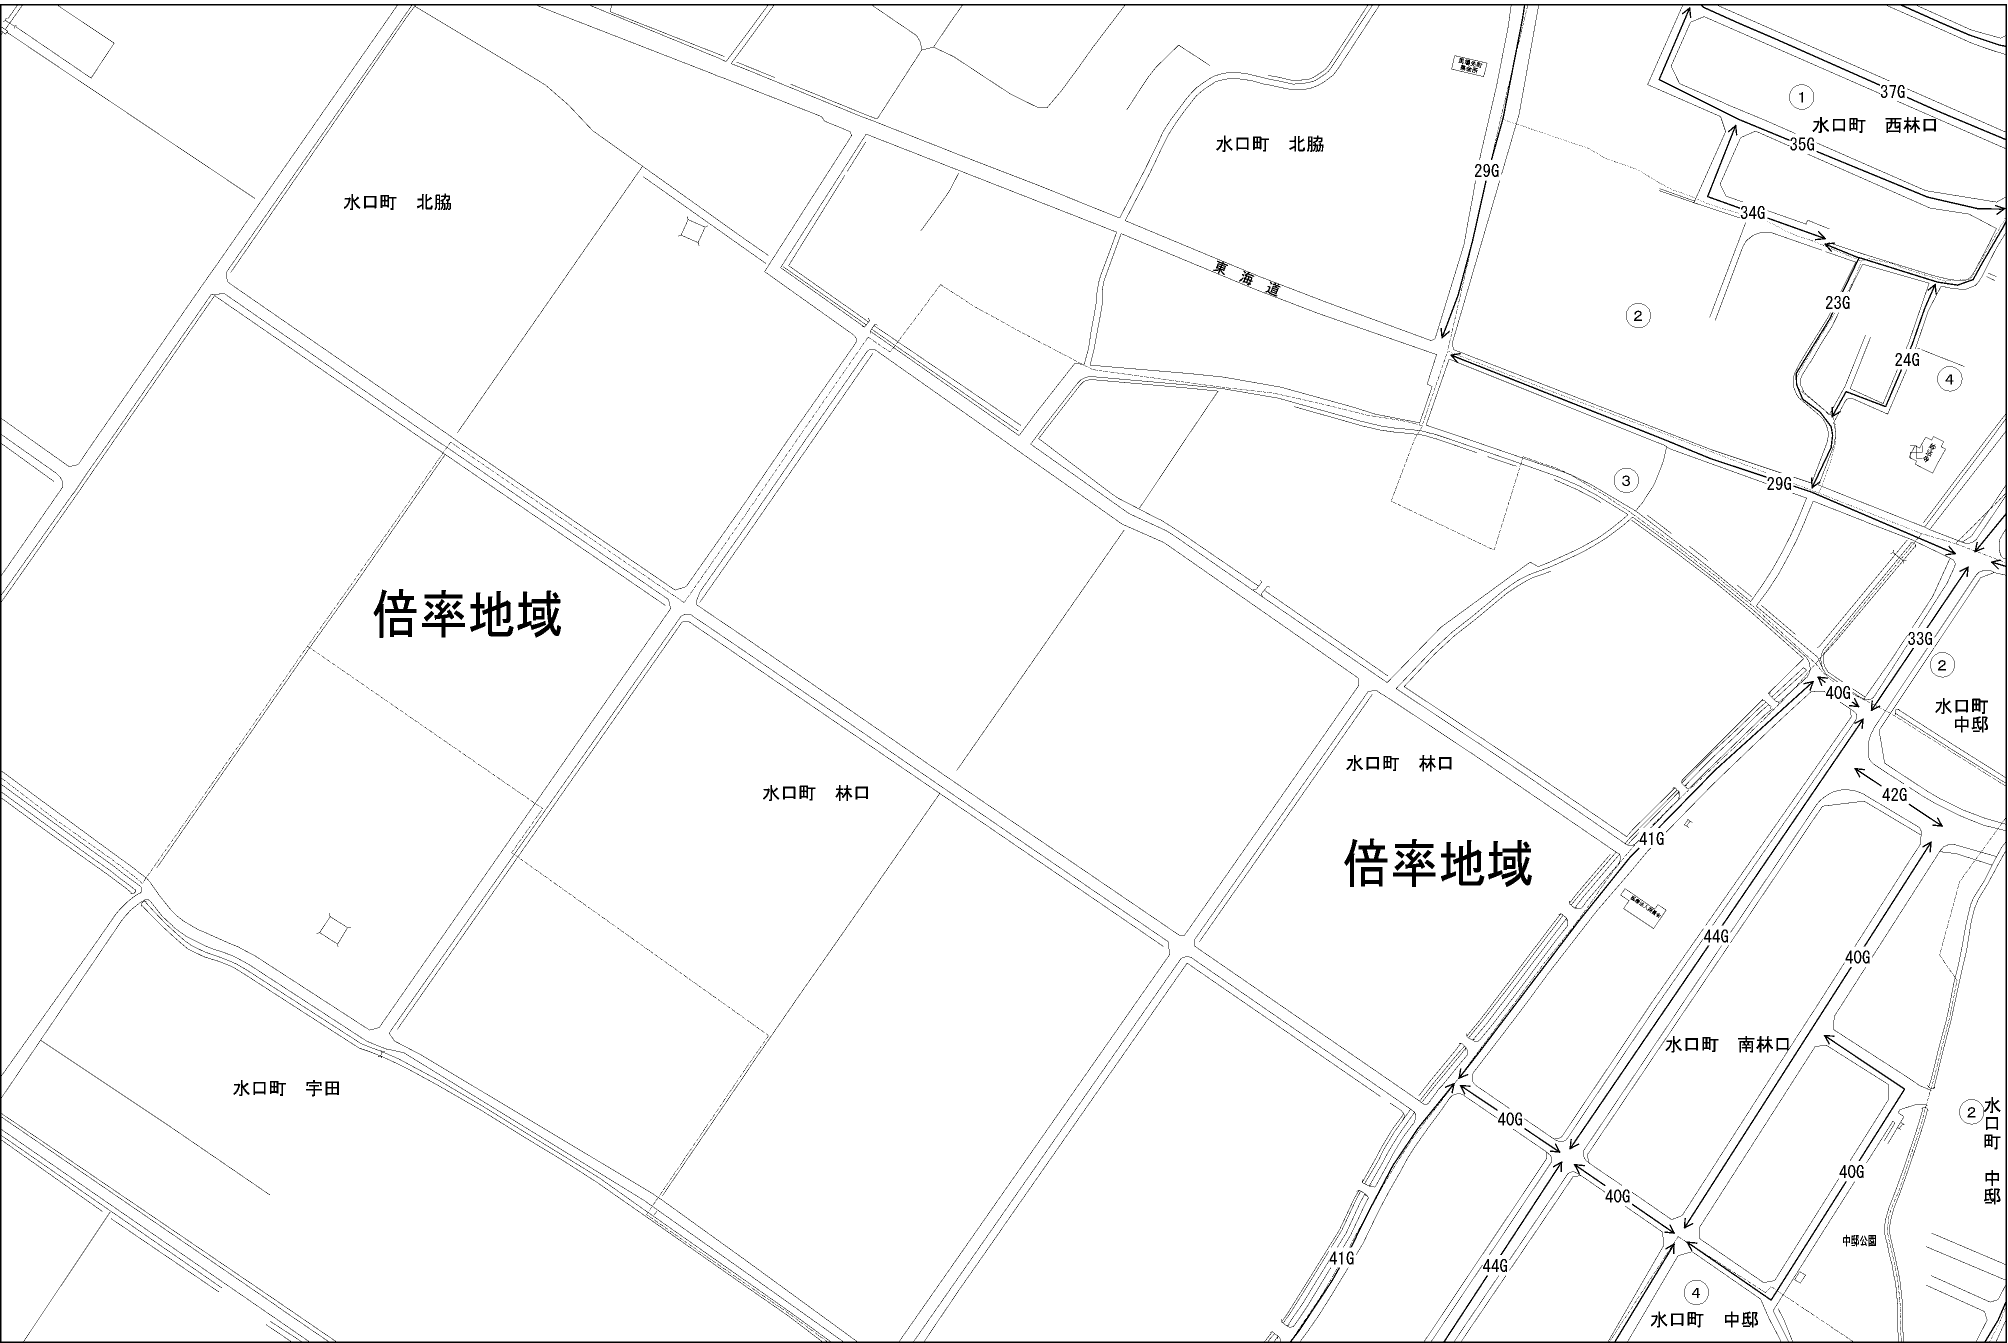 37G
①
水口町　西林口
35G
水口町　北脇
29G
水口町　北脇
34G
東海道
23G
②
24G
④
卍
③
29G
倍率地域
33G
②
40G
水口町
中邸
水口町　林口
水口町　林口
42G
41G
倍率地域
44G
40G
水口町　南林口
水口町　宇田
②
水口町　中邸
40G
40G
40G
中邸公園
41G
44G
④
水口町　中邸